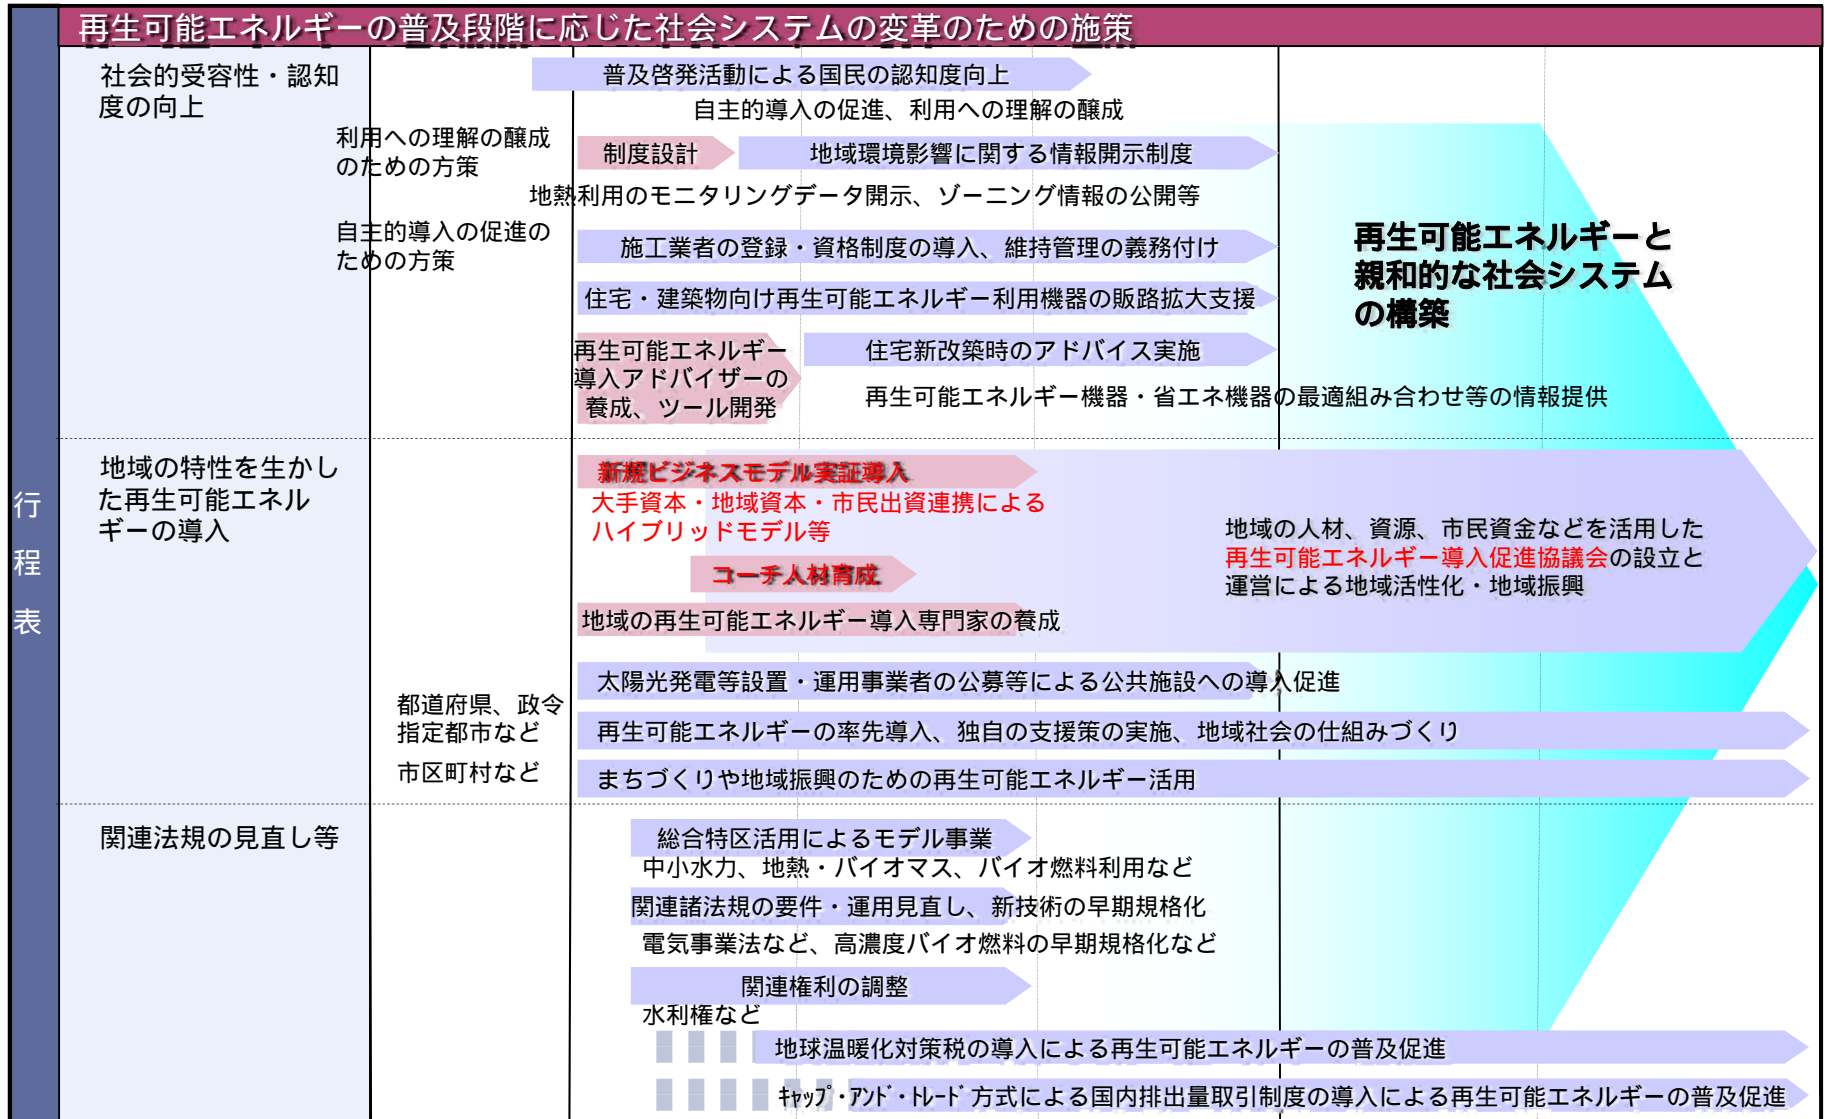 再生可能エネルギーの普及段階に応じた社会システムの変革のための施策
行
程
表
社会的受容性・認知
度の向上
普及啓発活動による国民の認知度向上
自主的導入の促進、利用への理解の醸成
利用への理解の醸成
のための方策
制度設計
地域環境影響に関する情報開示制度
地熱利用のモニタリングデータ開示、ゾーニング情報の公開等
自主的導入の促進の
ための方策
施工業者の登録・資格制度の導入、維持管理の義務付け
住宅・建築物向け再生可能エネルギー利用機器の販路拡大支援
再生可能エネルギー
導入アドバイザーの
養成、ツール開発
住宅新改築時のアドバイス実施
再生可能エネルギー機器・省エネ機器の最適組み合わせ等の情報提供
再生可能エネルギーと
親和的な社会システム
の構築
地域の特性を生かし
た再生可能エネル
ギーの導入
新規ビジネスモデル実証導入
大手資本・地域資本・市民出資連携による
ハイブリッドモデル等
コーチ人材育成
地域の再生可能エネルギー導入専門家の養成
地域の人材、資源、市民資金などを活用した
再生可能エネルギー導入促進協議会の設立と
運営による地域活性化・地域振興
太陽光発電等設置・運用事業者の公募等による公共施設への導入促進
都道府県、政令
指定都市など
再生可能エネルギーの率先導入、独自の支援策の実施、地域社会の仕組みづくり
市区町村など
まちづくりや地域振興のための再生可能エネルギー活用
関連法規の見直し等
総合特区活用によるモデル事業
中小水力、地熱・バイオマス、バイオ燃料利用など
関連諸法規の要件・運用見直し、新技術の早期規格化
電気事業法など、高濃度バイオ燃料の早期規格化など
関連権利の調整
水利権など
地球温暖化対策税の導入による再生可能エネルギーの普及促進
ｷｬｯﾌﾟ・ｱﾝﾄﾞ・ﾄﾚｰﾄﾞ方式による国内排出量取引制度の導入による再生可能エネルギーの普及促進